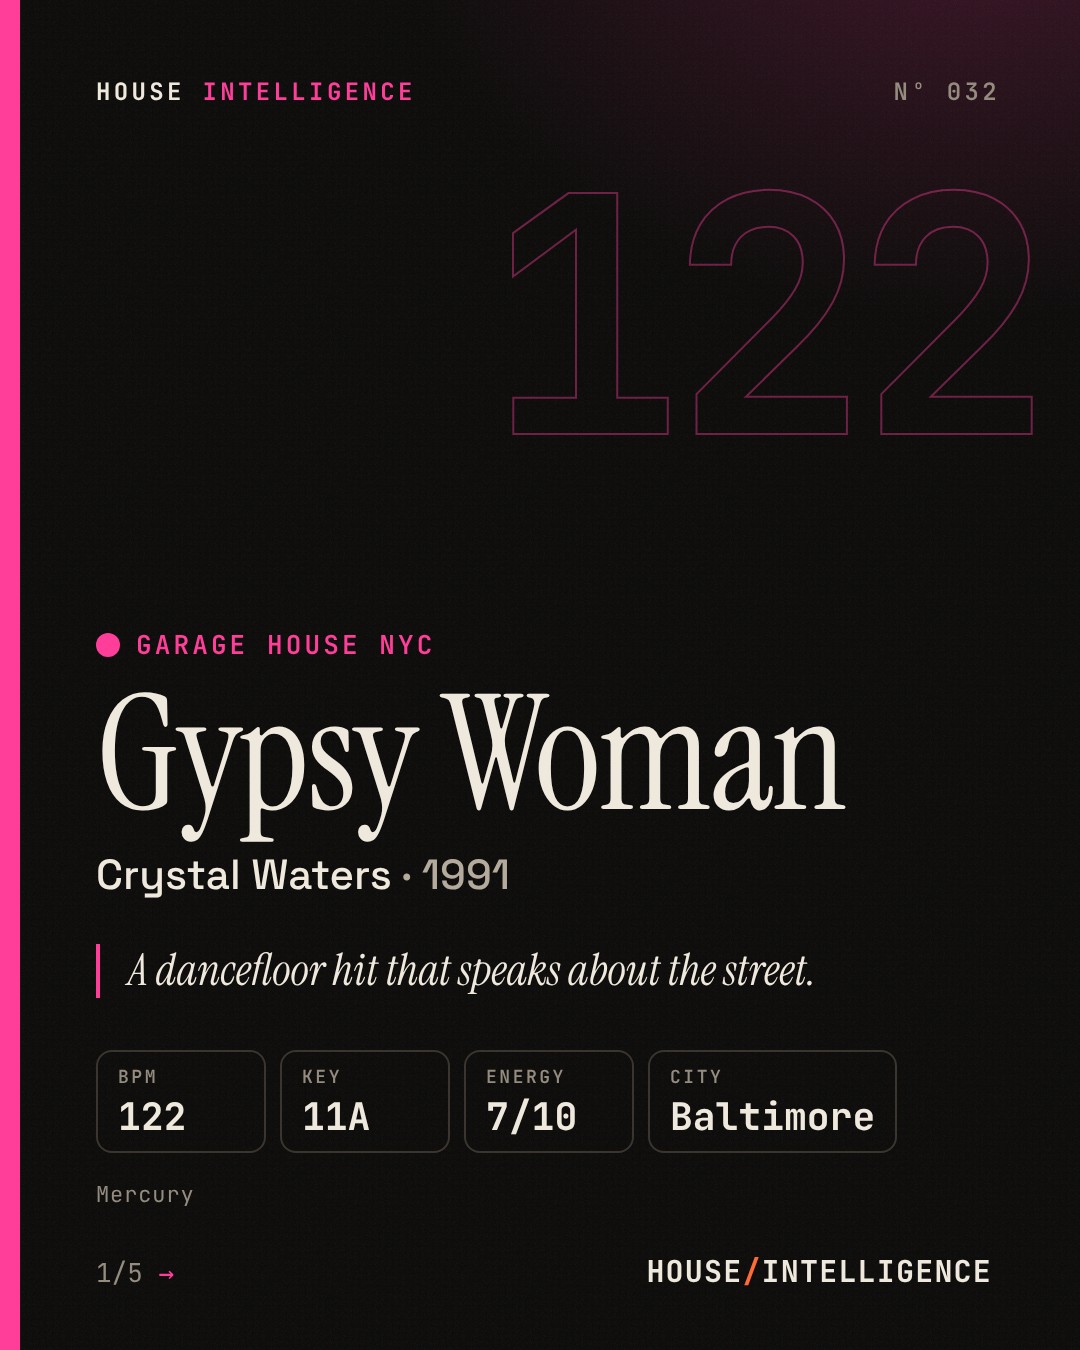 HOUSE INTELLIGENCE
N° 032
122
GARAGE HOUSE NYC
Gypsy Woman
Crystal Waters · 1991
A dancefloor hit that speaks about the street.
BPM
122
KEY
11A
ENERGY
7/10
CITY
Baltimore
Mercury
1/5 →
HOUSE/INTELLIGENCE